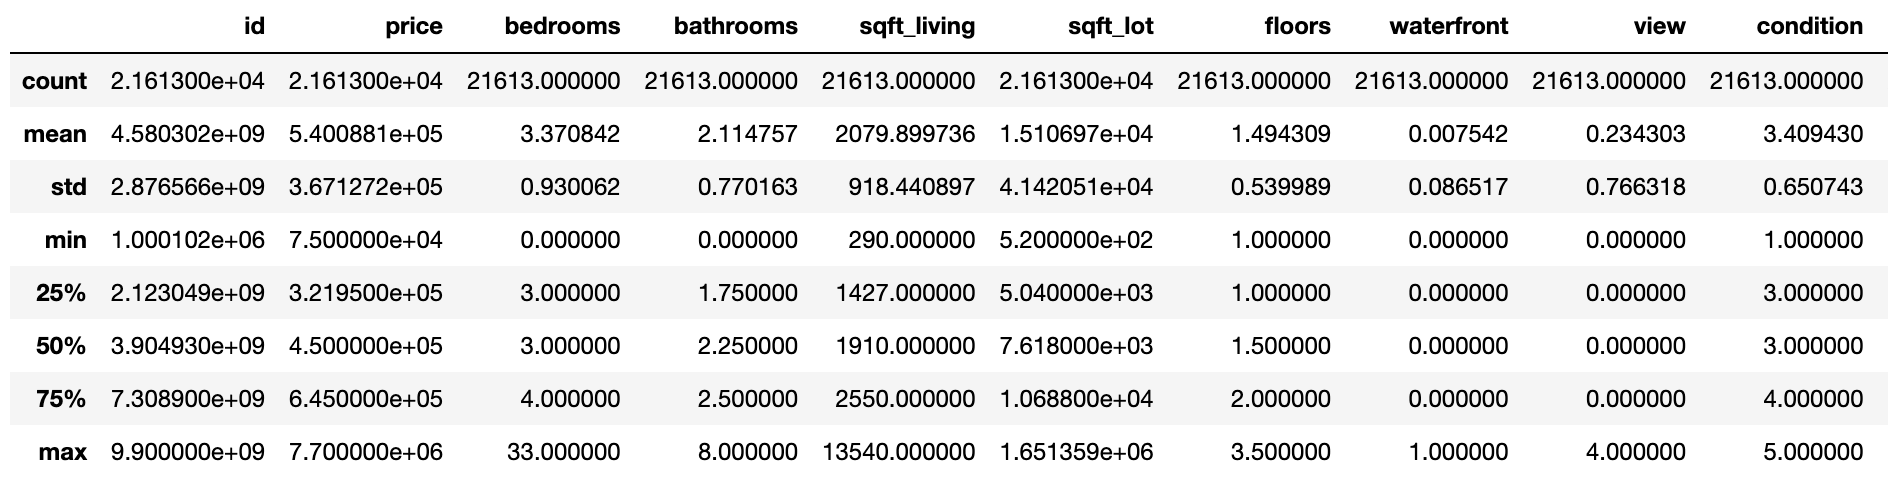 id price bedrooms bathrooms sqft_living sqft_lot floors waterfront view condition
count 2.161300e+04 2.161300e+04 21613.000000 21613.000000 21613.000000 2.161300e+04 21613.000000 21613.000000 21613.000000 21613.000000
mean 4.580302e+09 5.400881e+05 3.370842 2.114757 2079.899736 1.510697e+04 1.494309 0.007542 0.234303 3.409430
std 2.876566e+09 3.671272e+05 0.930062 0.770163 918.440897 4.142051e+04 0.539989 0.086517 0.766318 0.650743
min 1.000102e+06 7.500000e+04 0.000000 0.000000 290.000000 5.200000e+02 1.000000 0.000000 0.000000 1.000000
25% 2.123049e+09 3.219500e+05 3.000000 1.750000 1427.000000 5.040000e+03 1.000000 0.000000 0.000000 3.000000
50% 3.904930e+09 4.500000e+05 3.000000 2.250000 1910.000000 7.618000e+03 1.500000 0.000000 0.000000 3.000000
75% 7.308900e+09 6.450000e+05 4.000000 2.500000 2550.000000 1.068800e+04 2.000000 0.000000 0.000000 4.000000
max 9.900000e+09 7.700000e+06 33.000000 8.000000 13540.000000 1.651359e+06 3.500000 1.000000 4.000000 5.000000